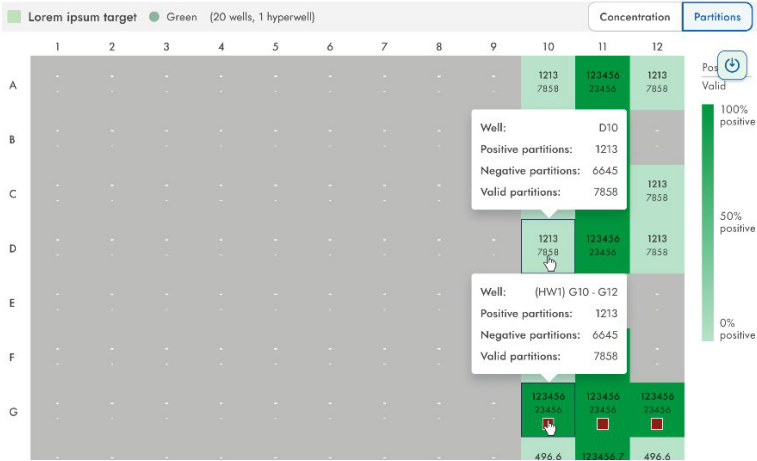 Lorem ipsum target Green (20 wells, 1 hyperwell) Concentration Partitions
1 2 3 4 5 6 7 8 9 10 11 12
A - - - - - - - - - 1213 123456 1213
- - - - - - - - - 7858 23456 7858
Valid
100%
positive
B - - - - - - - - - -
- - - - - - - - - -
Well: D10
Positive partitions: 1213
Negative partitions: 6645
Valid partitions: 7858
C - - - - - - - - - 1213
- - - - - - - - - 7858
50%
positive
D - - - - - - - - - 1213 123456 1213
- - - - - - - - - 7858 23456 7858
E - - - - - - - - - -
- - - - - - - - - -
Well: (HW1) G10 - G12
Positive partitions: 1213
Negative partitions: 6645
Valid partitions: 7858
0%
positive
F - - - - - - - - - -
- - - - - - - - - -
G - - - - - - - - - 123456 123456 123456
- - - - - - - - - 23456 23456 23456
- - - - - - - - - 496.6 123456.7 496.6